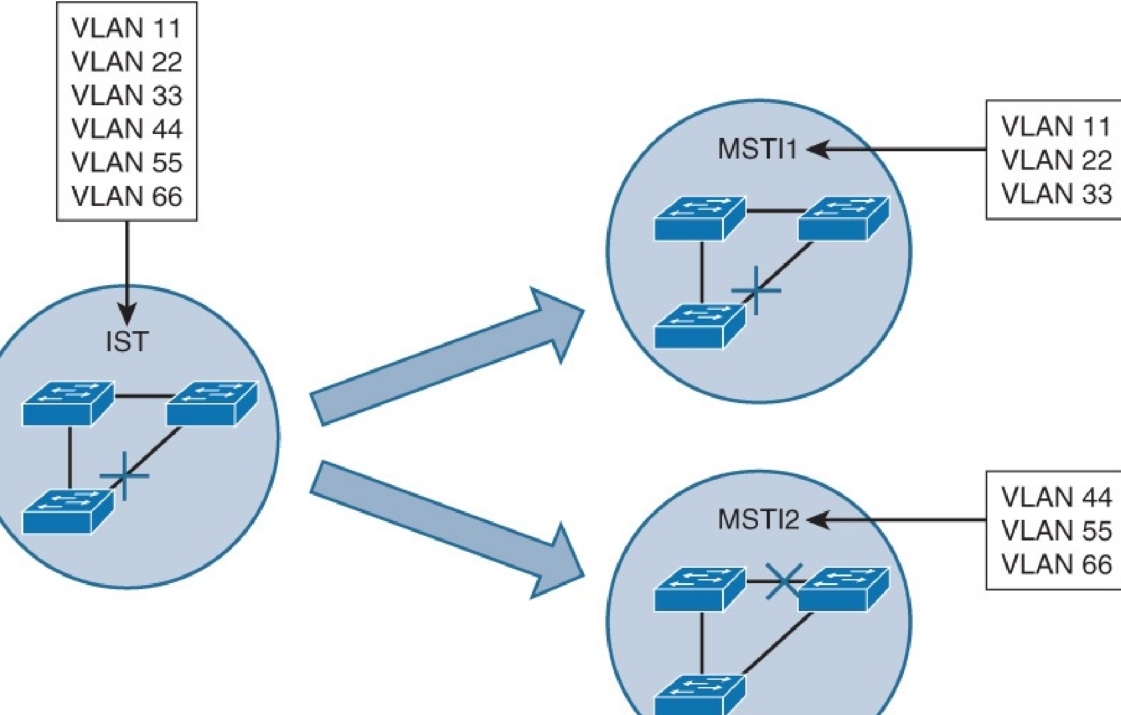 VLAN 11
VLAN 22
VLAN 33
VLAN 44
VLAN 55
VLAN 66
IST
MSTI1
VLAN 11
VLAN 22
VLAN 33
MSTI2
VLAN 44
VLAN 55
VLAN 66